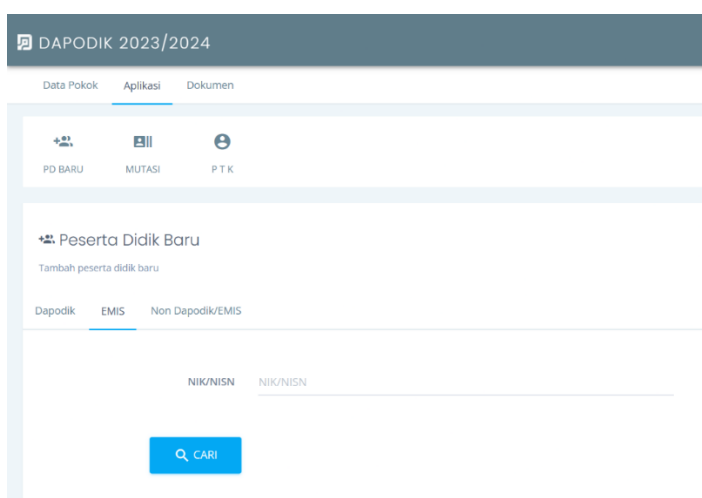 DAPODIK 2023/2024
Data Pokok Aplikasi Dokumen
PD BARU MUTASI P T K
Peserta Didik Baru
Tambah peserta didik baru
Dapodik EMIS Non Dapodik/EMIS
NIK/NISN NIK/NISN
CARI